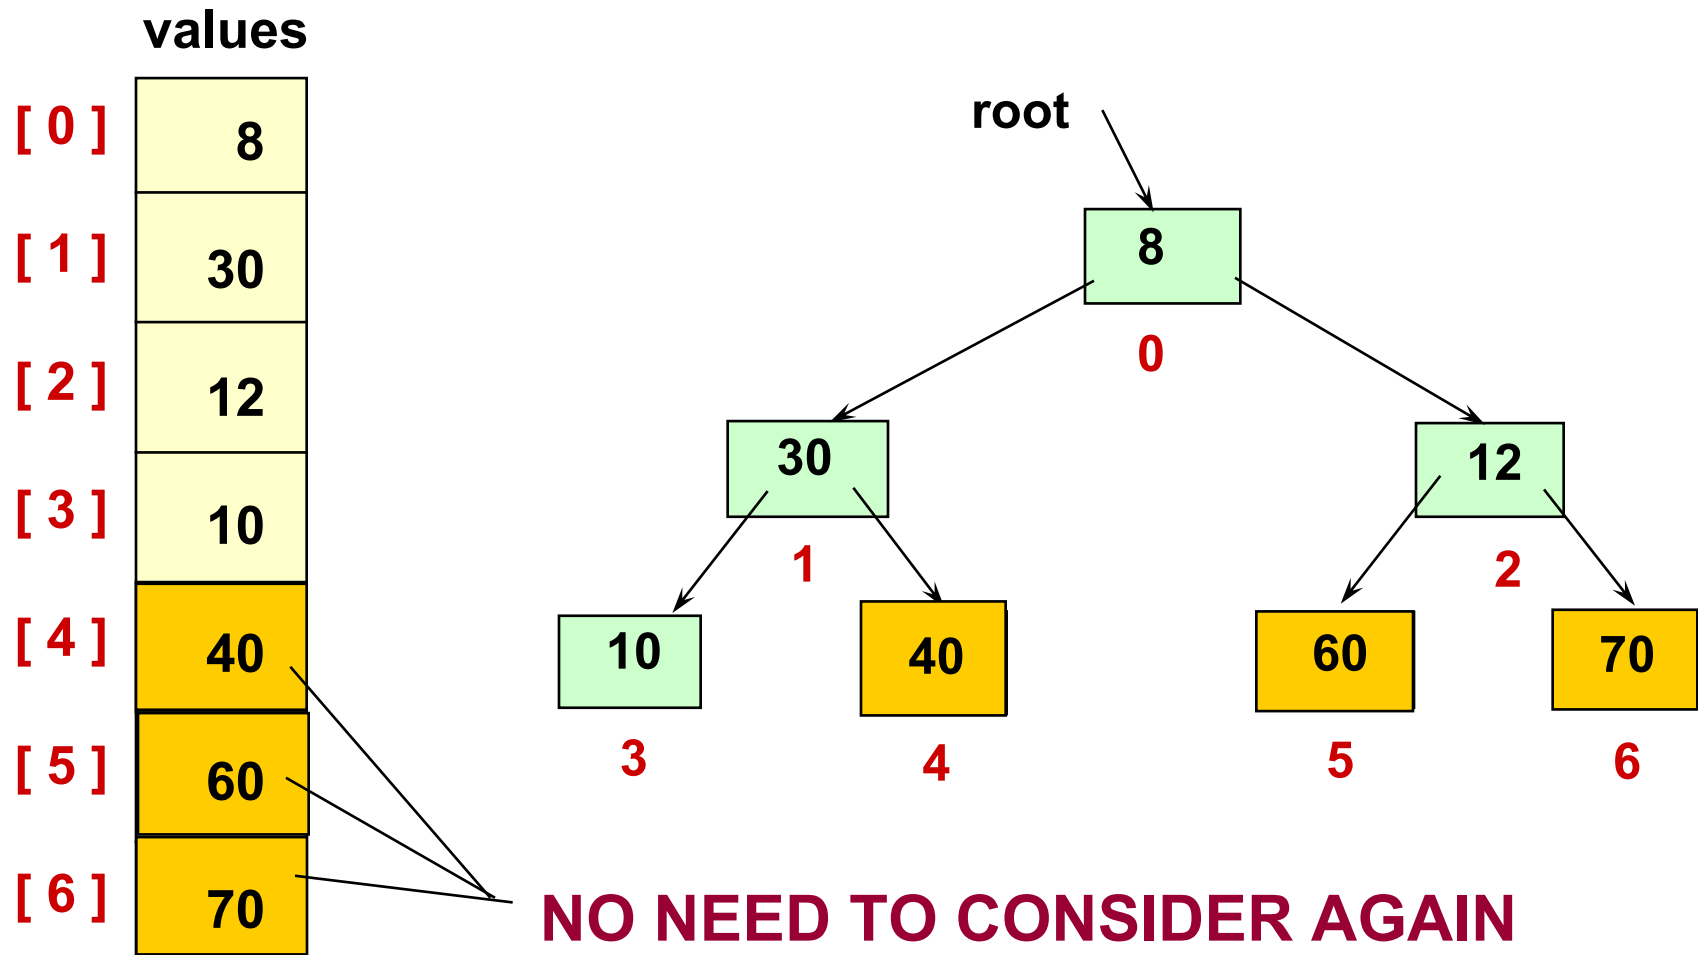 values
[ 0 ] 8
[ 1 ] 30
[ 2 ] 12
[ 3 ] 10
[ 4 ] 40
[ 5 ] 60
[ 6 ] 70
root
8
0
30 12
1 2
10 40 60 70
3 4 5 6
NO NEED TO CONSIDER AGAIN